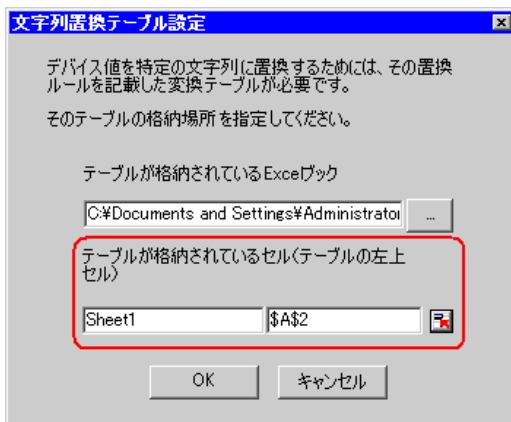 文字列置換テーブル設定
デバイス値を特定の文字列に置換するためには、その置換
ルールを記載した変換テーブルが必要です。
そのテーブルの格納場所を指定してください。
テーブルが格納されているExcelブック
C:¥Documents and Settings¥Administrator
...
テーブルが格納されているセル(テーブルの左上
セル)
Sheet1
$A$2
OK
キャンセル